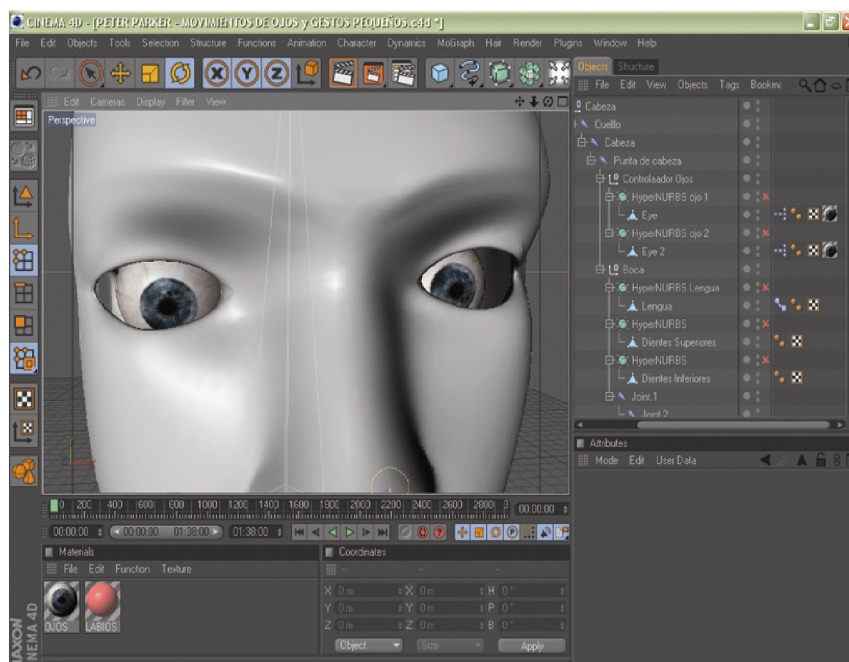 CINEMA 4D - [PETER PARKER - MOVIMIENTOS DE OJOS y GESTOS PEQUEÑOS.c4d *]
File Edit Objects Tools Selection Structure Functions Animation Character Dynamics MoGraph Hair Render Plugins Window Help
X Y Z
Objects Structure
File Edit View Objects Tags Bookm
Edit Cameras Display Filter View
Perspective
Cabeza
Cuello
Cabeza
Punta de cabeza
Controlaador Ojos
HyperNURBS ojo 1
Eye
HyperNURBS ojo 2
Eye 2
Boca
HyperNURBS Lengua
Lengua
HyperNURBS
Dientes Superiores
HyperNURBS
Dientes Inferiores
Joint.1
Joint.2
Attributes
Mode Edit User Data
0 200 400 600 800 1000 1200 1400 1600 1800 2000 2200 2400 2600 2800 3 00:00:00
00:00:00 00:00:00 01:38:00 01:38:00
Materials
File Edit Function Texture
OJOS LABIOS
Coordinates
-- -- --
X 0 m X 0 m H 0 °
Y 0 m Y 0 m P 0 °
Z 0 m Z 0 m B 0 °
Object Size Apply
MAXON
CINEMA 4D